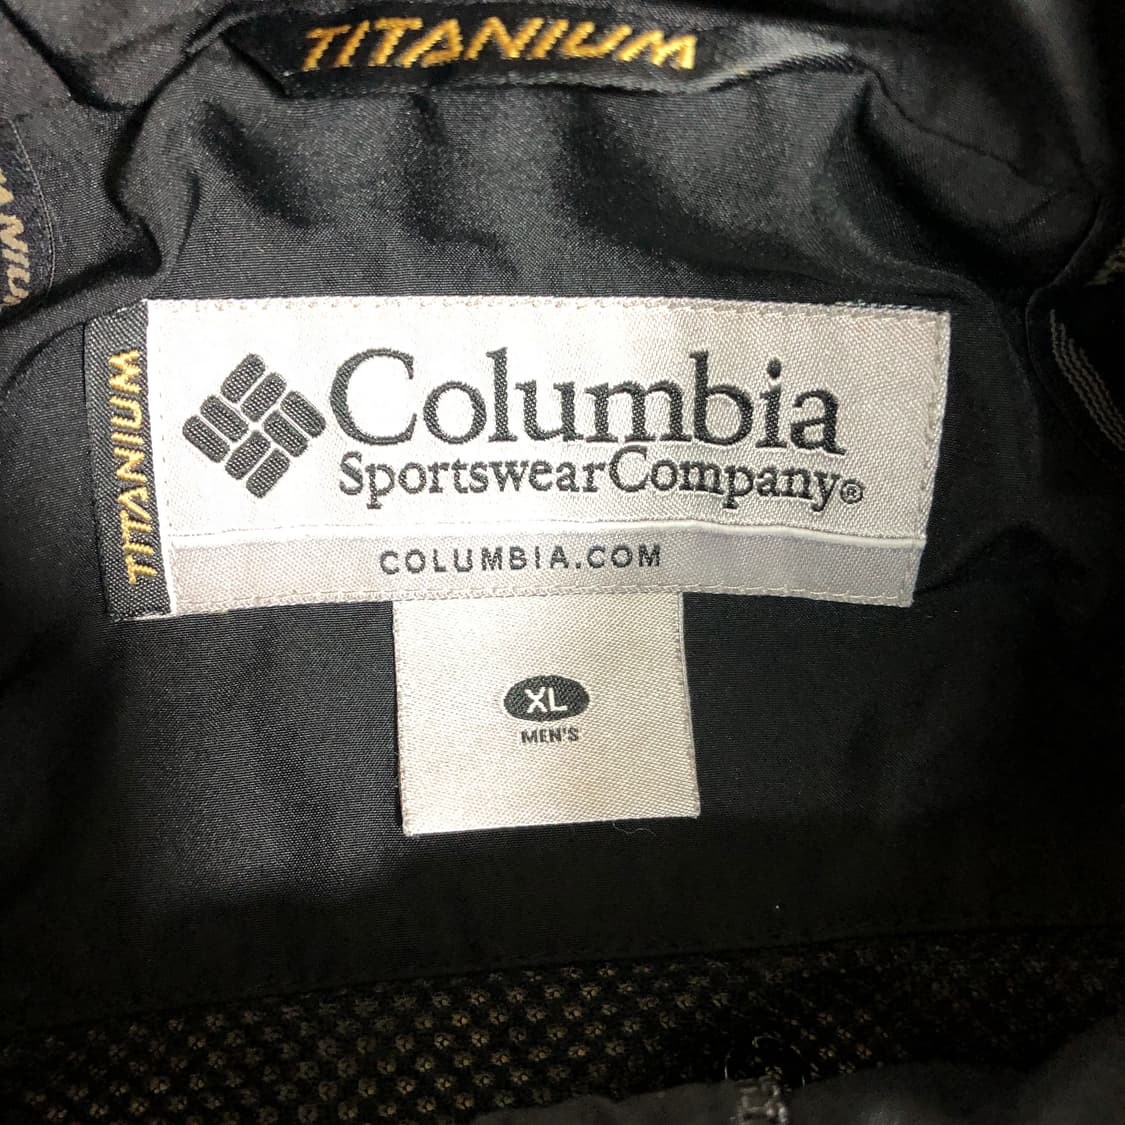 TITANIUM
TITANIUM
Columbia
SportswearCompany®
COLUMBIA.COM
XL
MEN'S